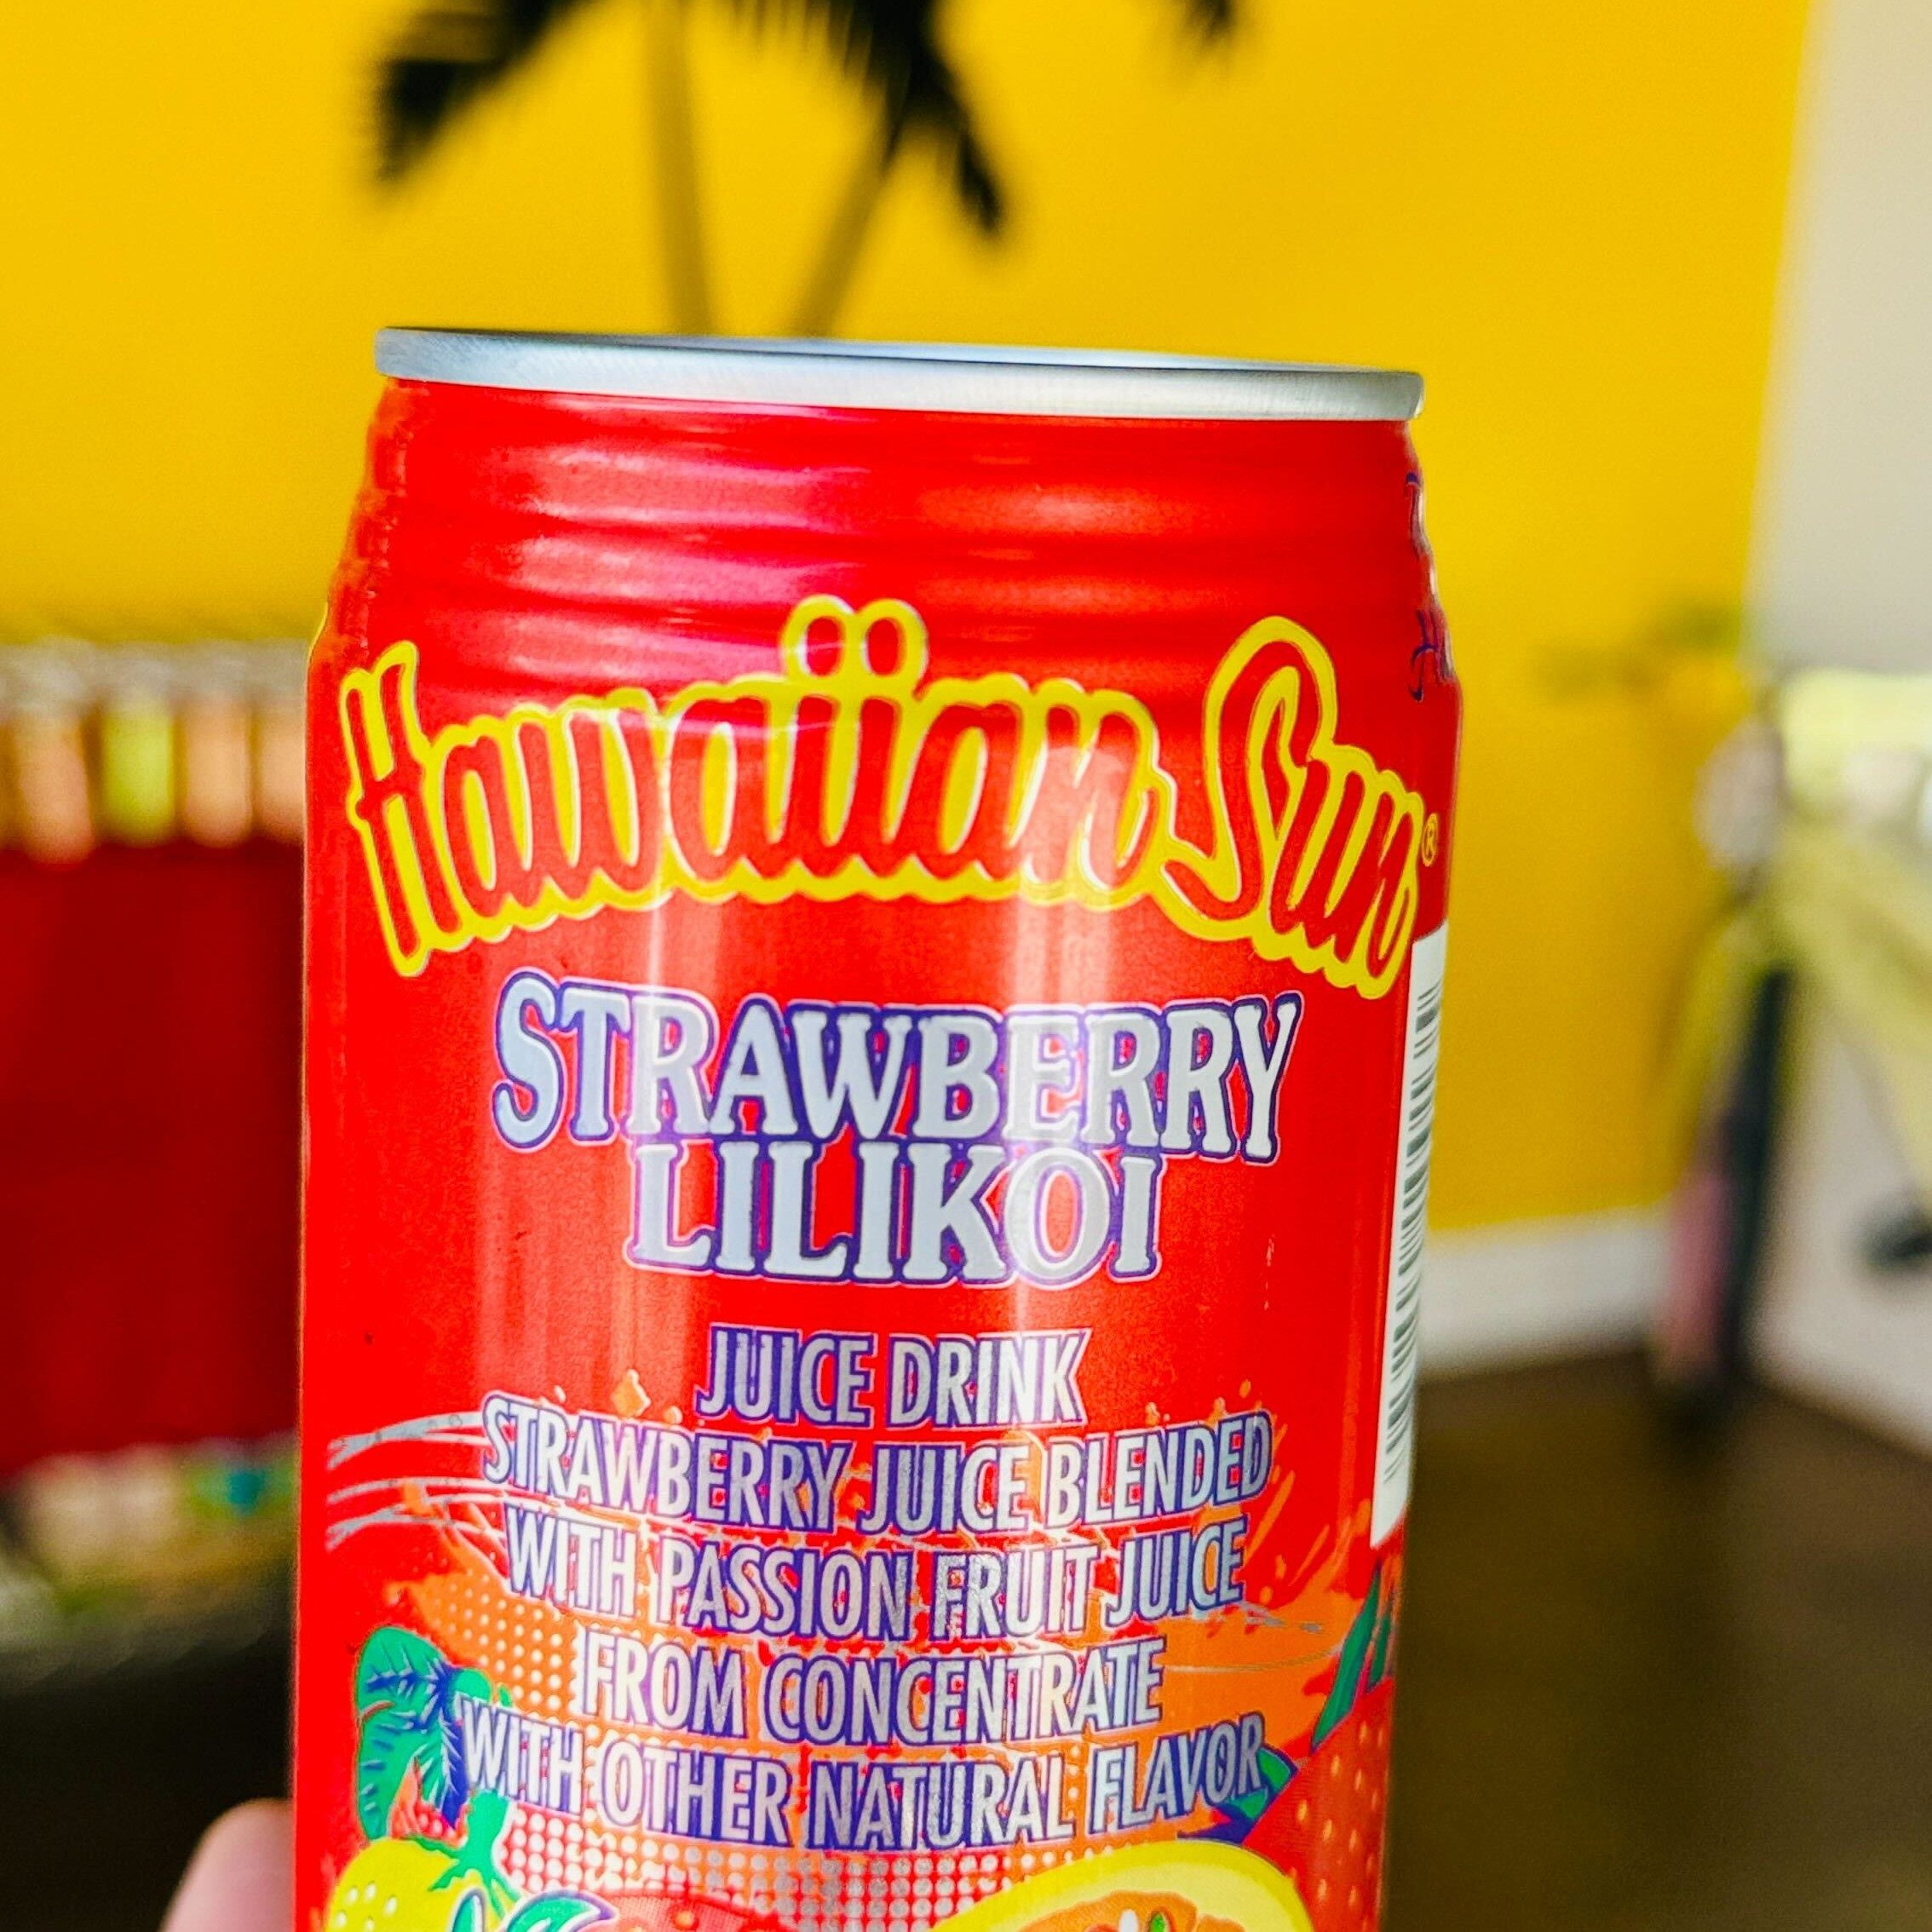 Hawaiian Sun®
STRAWBERRY
LILIKOI
JUICE DRINK
STRAWBERRY JUICE BLENDED
WITH PASSION FRUIT JUICE
FROM CONCENTRATE
WITH OTHER NATURAL FLAVOR